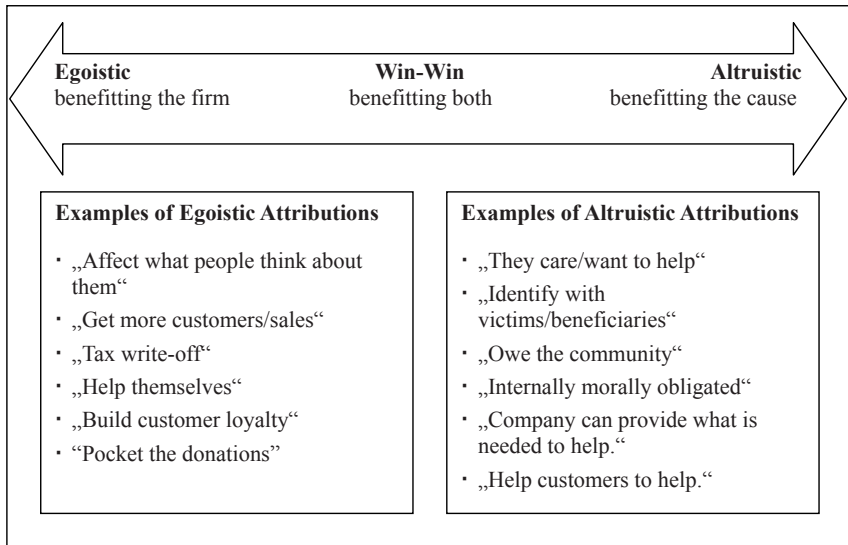 Egoistic Win-Win Altruistic
benefitting the firm benefitting both benefitting the cause
Examples of Egoistic Attributions
· „Affect what people think about
them“
· „Get more customers/sales“
· „Tax write-off“
· „Help themselves“
· „Build customer loyalty“
· “Pocket the donations”
Examples of Altruistic Attributions
· „They care/want to help“
· „Identify with
victims/beneficiaries“
· „Owe the community“
· „Internally morally obligated“
· „Company can provide what is
needed to help.“
· „Help customers to help.“